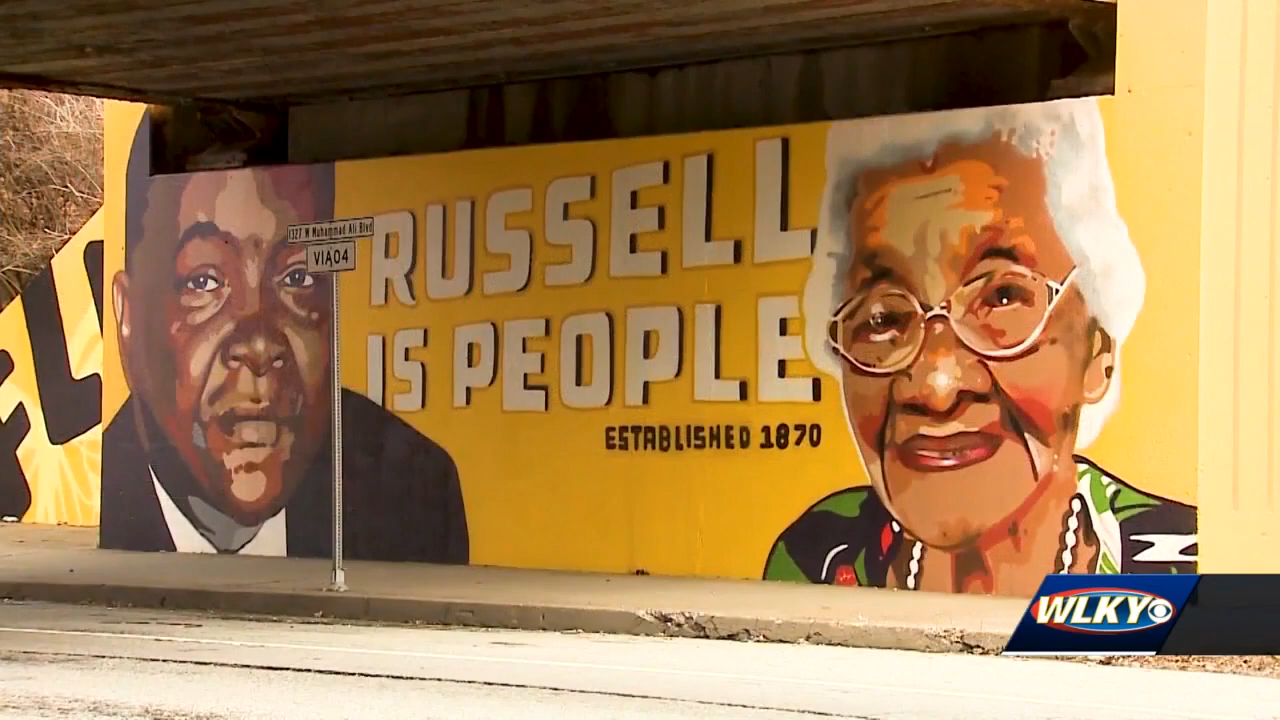 1327 W Muhammad Ali Blvd
VIA04
RUSSELL
IS PEOPLE
ESTABLISHED 1870
WLKY